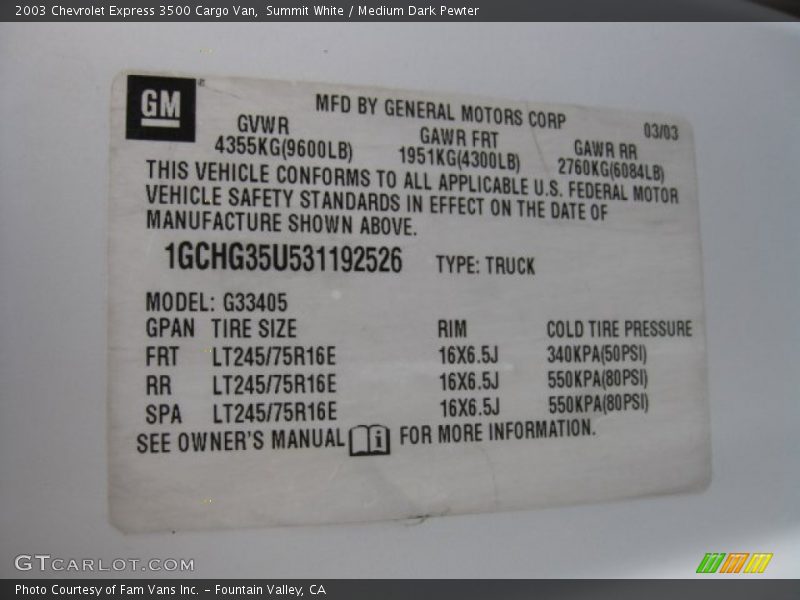 2003 Chevrolet Express 3500 Cargo Van,  Summit White / Medium Dark Pewter
GM
MFD BY GENERAL MOTORS CORP
03/03
GVWR GAWR FRT GAWR RR
4355KG(9600LB) 1951KG(4300LB) 2760KG(6084LB)
THIS VEHICLE CONFORMS TO ALL APPLICABLE U.S. FEDERAL MOTOR
VEHICLE SAFETY STANDARDS IN EFFECT ON THE DATE OF
MANUFACTURE SHOWN ABOVE.
1GCHG35U531192526 TYPE: TRUCK
MODEL: G33405
GPAN TIRE SIZE RIM COLD TIRE PRESSURE
FRT LT245/75R16E 16X6.5J 340KPA(50PSI)
RR LT245/75R16E 16X6.5J 550KPA(80PSI)
SPA LT245/75R16E 16X6.5J 550KPA(80PSI)
SEE OWNER'S MANUAL i FOR MORE INFORMATION.
GTCARLOT.COM
Photo Courtesy of Fam Vans Inc. - Fountain Valley, CA